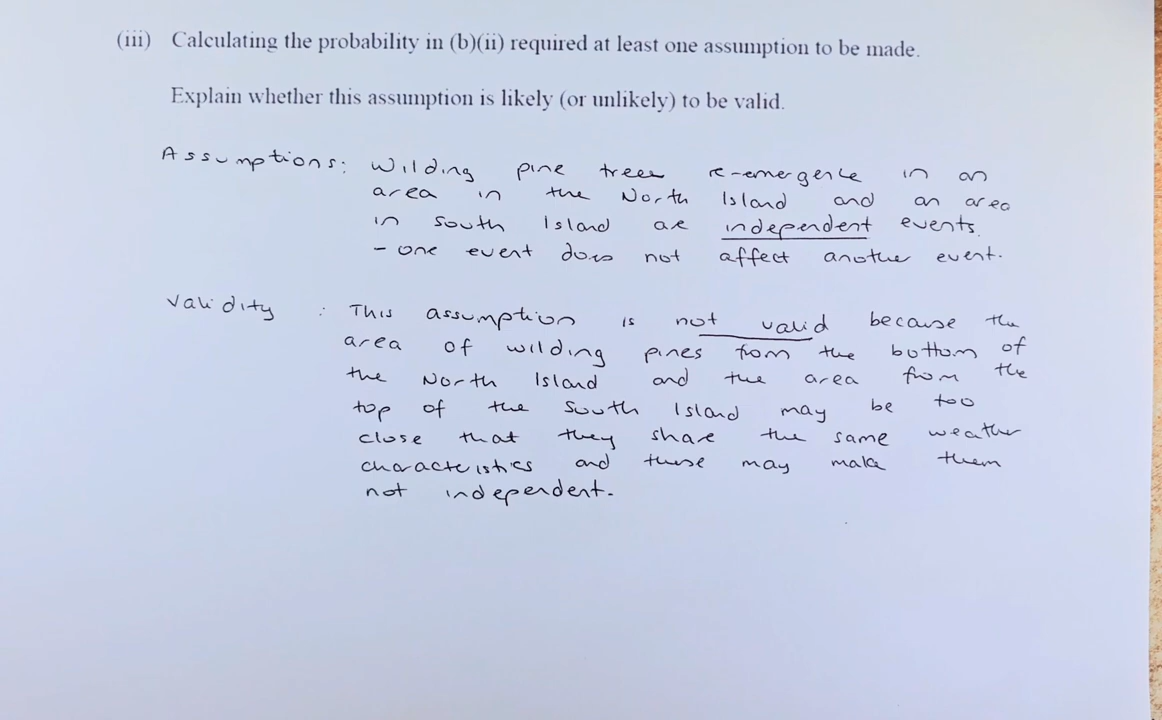 (iii) Calculating the probability in (b)(ii) required at least one assumption to be made.
Explain whether this assumption is likely (or unlikely) to be valid.
Assumptions: Wilding pine trees re-emergence in an
area in the North Island and an area
in south Island are independent events.
- one event does not affect another event.
Validity : This assumption is not valid because the
area of wilding pines from the bottom of
the North Island and the area from the
top of the South Island may be too
close that they share the same weather
characteristics and these may make them
not independent.